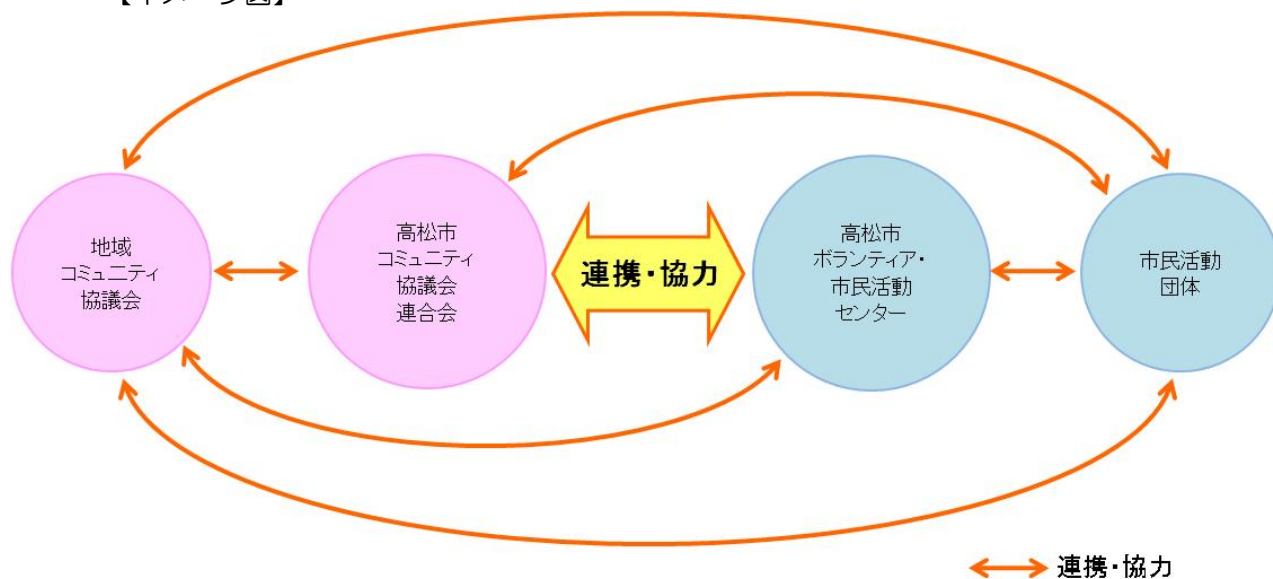 【イメージ図】
地域
コミュニティ
協議会
高松市
コミュニティ
協議会
連合会
連携・協力
高松市
ボランティア・
市民活動
センター
市民活動
団体
連携・協力